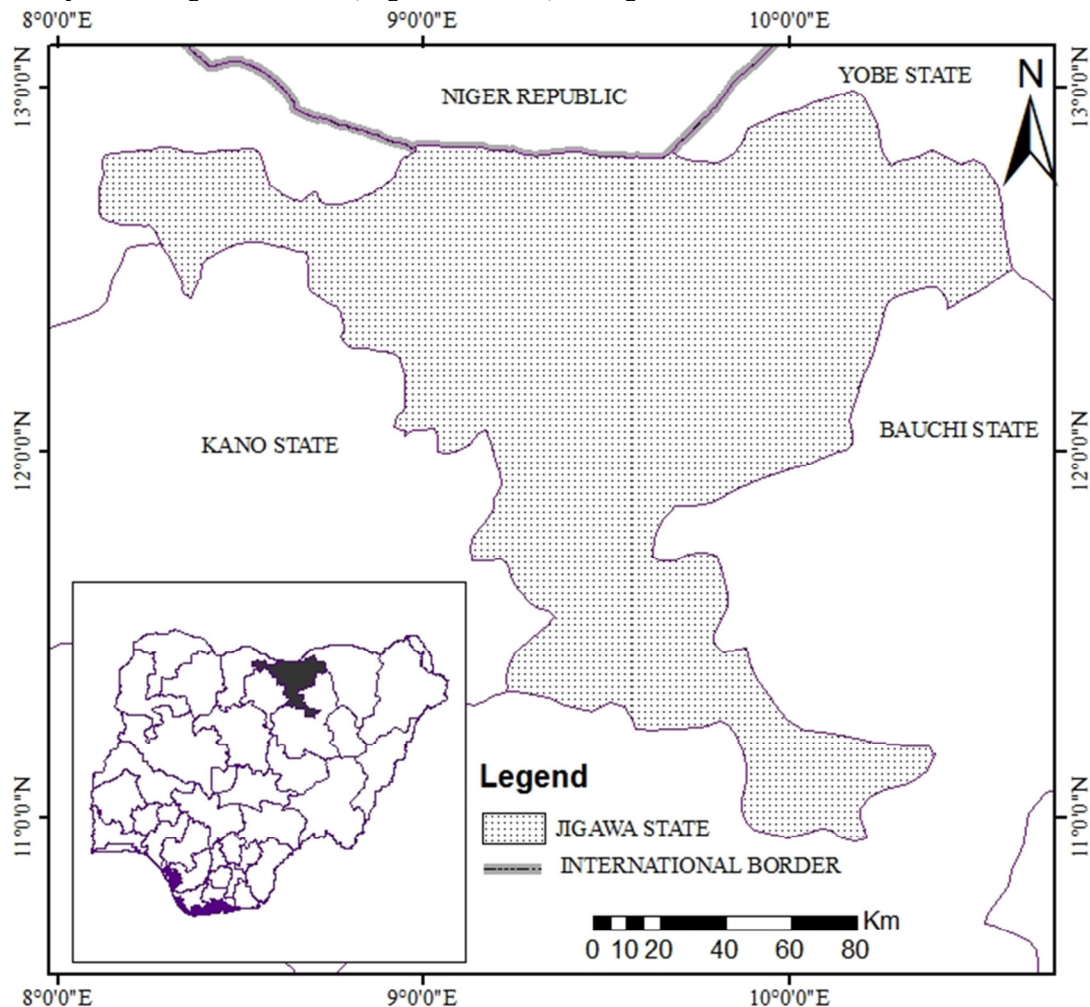 8°0'0"E 9°0'0"E 10°0'0"E
13°0'0"N
NIGER REPUBLIC
YOBE STATE
N
13°0'0"N
12°0'0"N
KANO STATE
BAUCHI STATE
12°0'0"N
11°0'0"N
Legend
JIGAWA STATE
INTERNATIONAL BORDER
11°0'0"N
Km
0 10 20 40 60 80
8°0'0"E 9°0'0"E 10°0'0"E